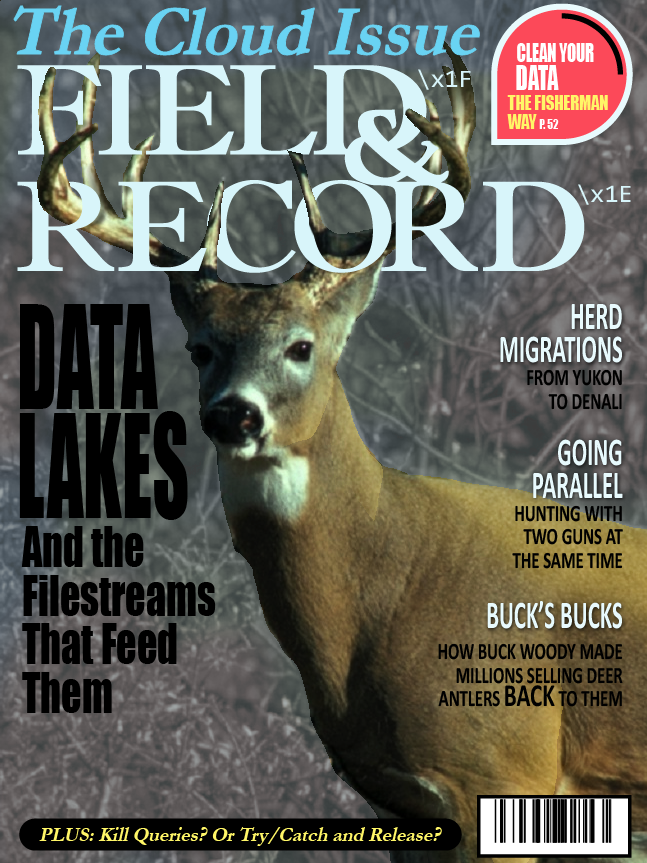 The Cloud Issue
FIELD \x1F
&
RECORD \x1E
CLEAN YOUR
DATA
THE FISHERMAN
WAY P. 52
DATA
LAKES
And the
Filestreams
That Feed
Them
HERD
MIGRATIONS
FROM YUKON
TO DENALI
GOING
PARALLEL
HUNTING WITH
TWO GUNS AT
THE SAME TIME
BUCK'S BUCKS
HOW BUCK WOODY MADE
MILLIONS SELLING DEER
ANTLERS BACK TO THEM
PLUS: Kill Queries? Or Try/Catch and Release?